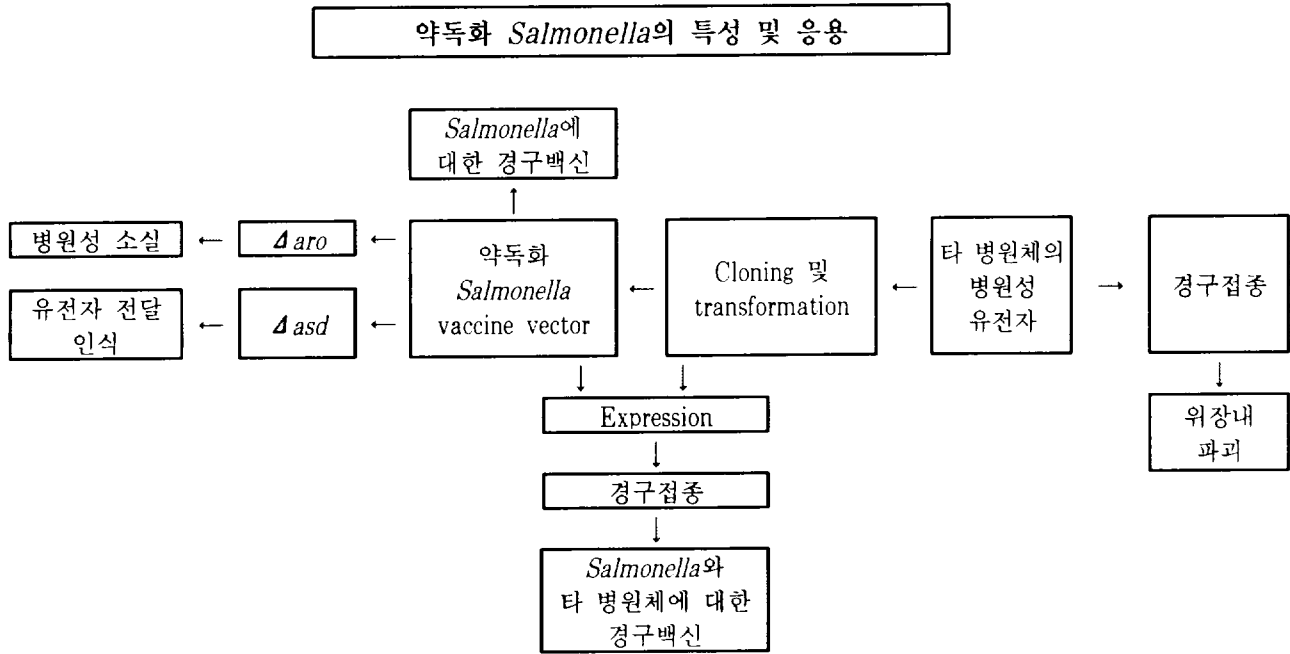 약독화 Salmonella의 특성 및 응용
Salmonella에
대한 경구백신
↑
병원성 소실 ← Δaro ←
유전자 전달
인식
← Δasd ←
약독화
Salmonella
vaccine vector
←
Cloning 및
transformation
←
타 병원체의
병원성
유전자
→
경구접종
↓
위장내
파괴
↓ ↓
Expression
↓
경구접종
↓
Salmonella와
타 병원체에 대한
경구백신